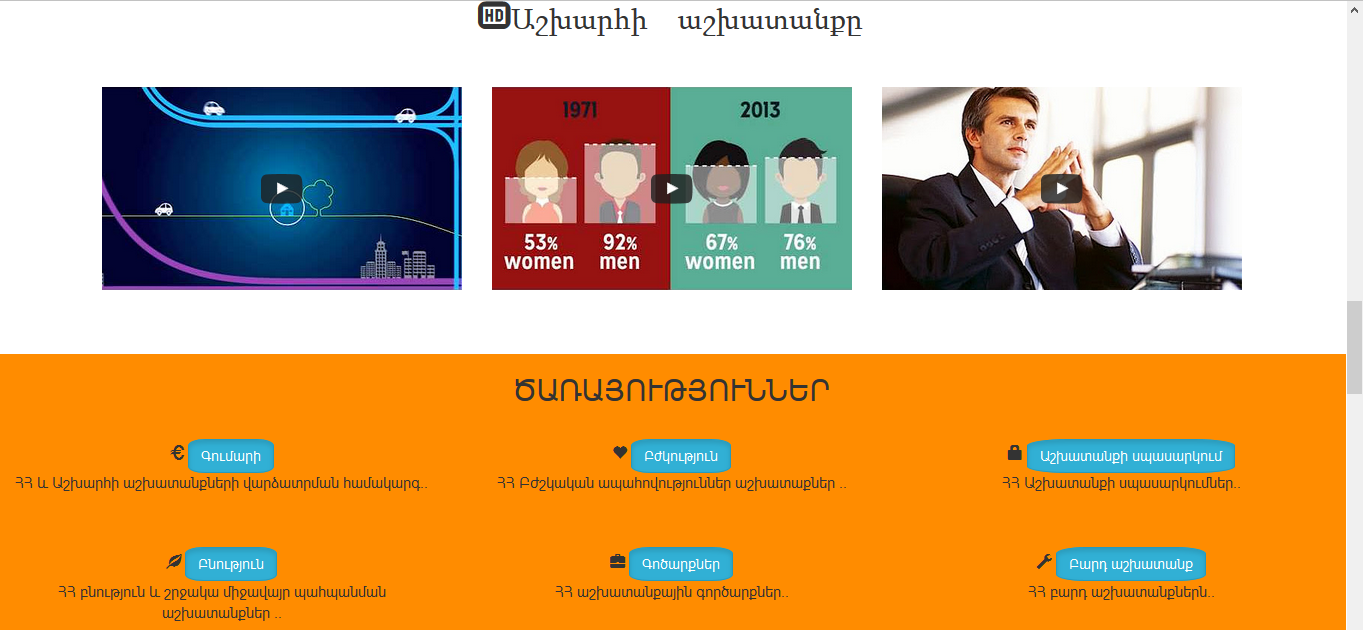 HD Աշխարհի աշխատանքը
1971 2013
53% 92% 67% 76%
women men women men
ԾԱՌԱՅՈՒԹՅՈՒՆՆԵՐ
€ Գումարի Բժկություն Աշխատանքի սպասարկում
ՀՀ և Աշխարհի աշխատանքների վարձատրման համակարգ.. ՀՀ Բժշկական ապահովություններ աշխատաքներ .. ՀՀ Աշխատանքի սպասարկումներ..
Բնություն Գոծարքներ Բարդ աշխատանք
ՀՀ բնություն և շրջակա միջավայր պահպանման ՀՀ աշխատանքային գործարքներ.. ՀՀ բարդ աշխատանքներն..
աշխատանքներ ..